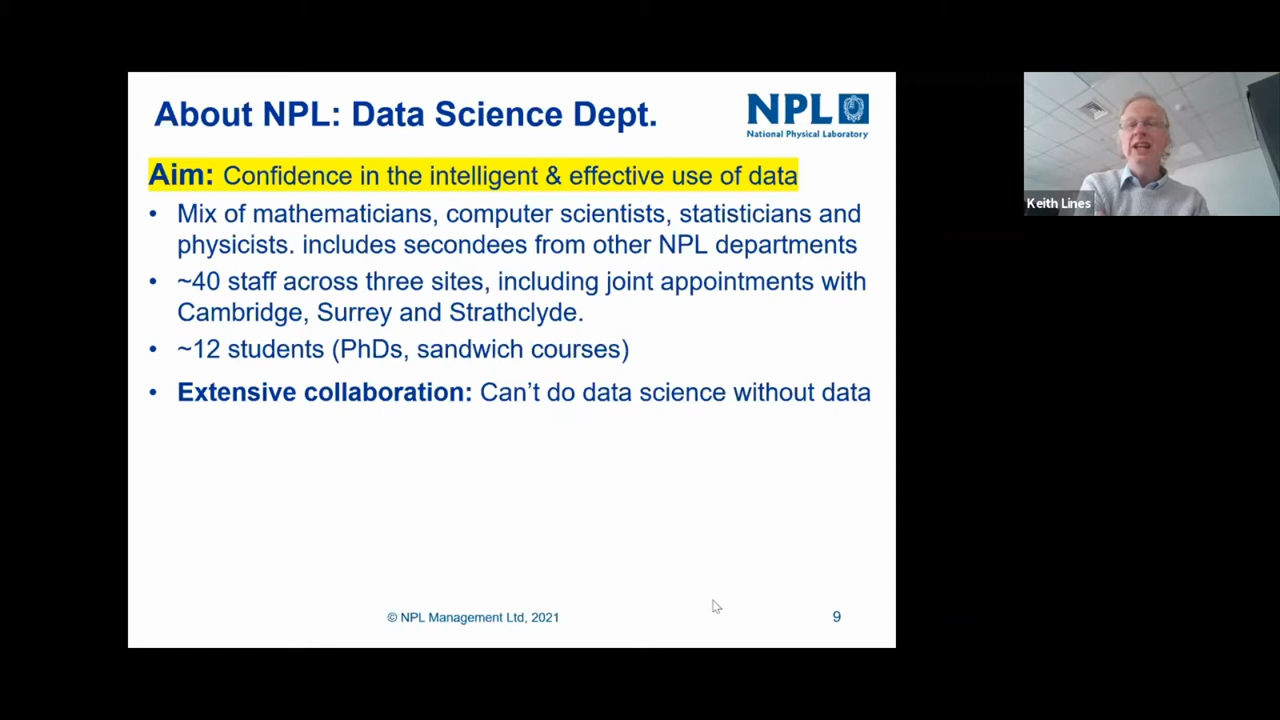 About NPL: Data Science Dept.
NPL
National Physical Laboratory
Aim: Confidence in the intelligent & effective use of data
• Mix of mathematicians, computer scientists, statisticians and
physicists. includes secondees from other NPL departments
• ~40 staff across three sites, including joint appointments with
Cambridge, Surrey and Strathclyde.
• ~12 students (PhDs, sandwich courses)
• Extensive collaboration: Can't do data science without data
© NPL Management Ltd, 2021
9
Keith Lines